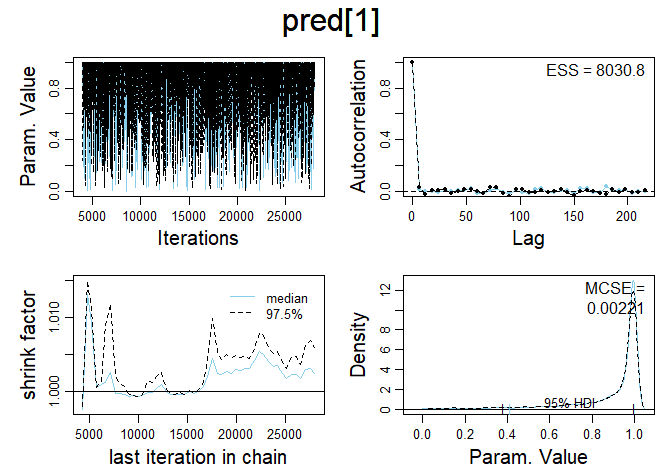 pred[1]
Param. Value
0.0 0.4 0.8
5000 10000 15000 20000 25000
Iterations
Autocorrelation
0.0 0.4 0.8
ESS = 8030.8
0 50 100 150 200
Lag
shrink factor
1.000 1.010
median
97.5%
5000 10000 15000 20000 25000
last iteration in chain
Density
0 2 4 6 8 12
MCSE =
0.00221
95% HDI
0.0 0.2 0.4 0.6 0.8 1.0
Param. Value